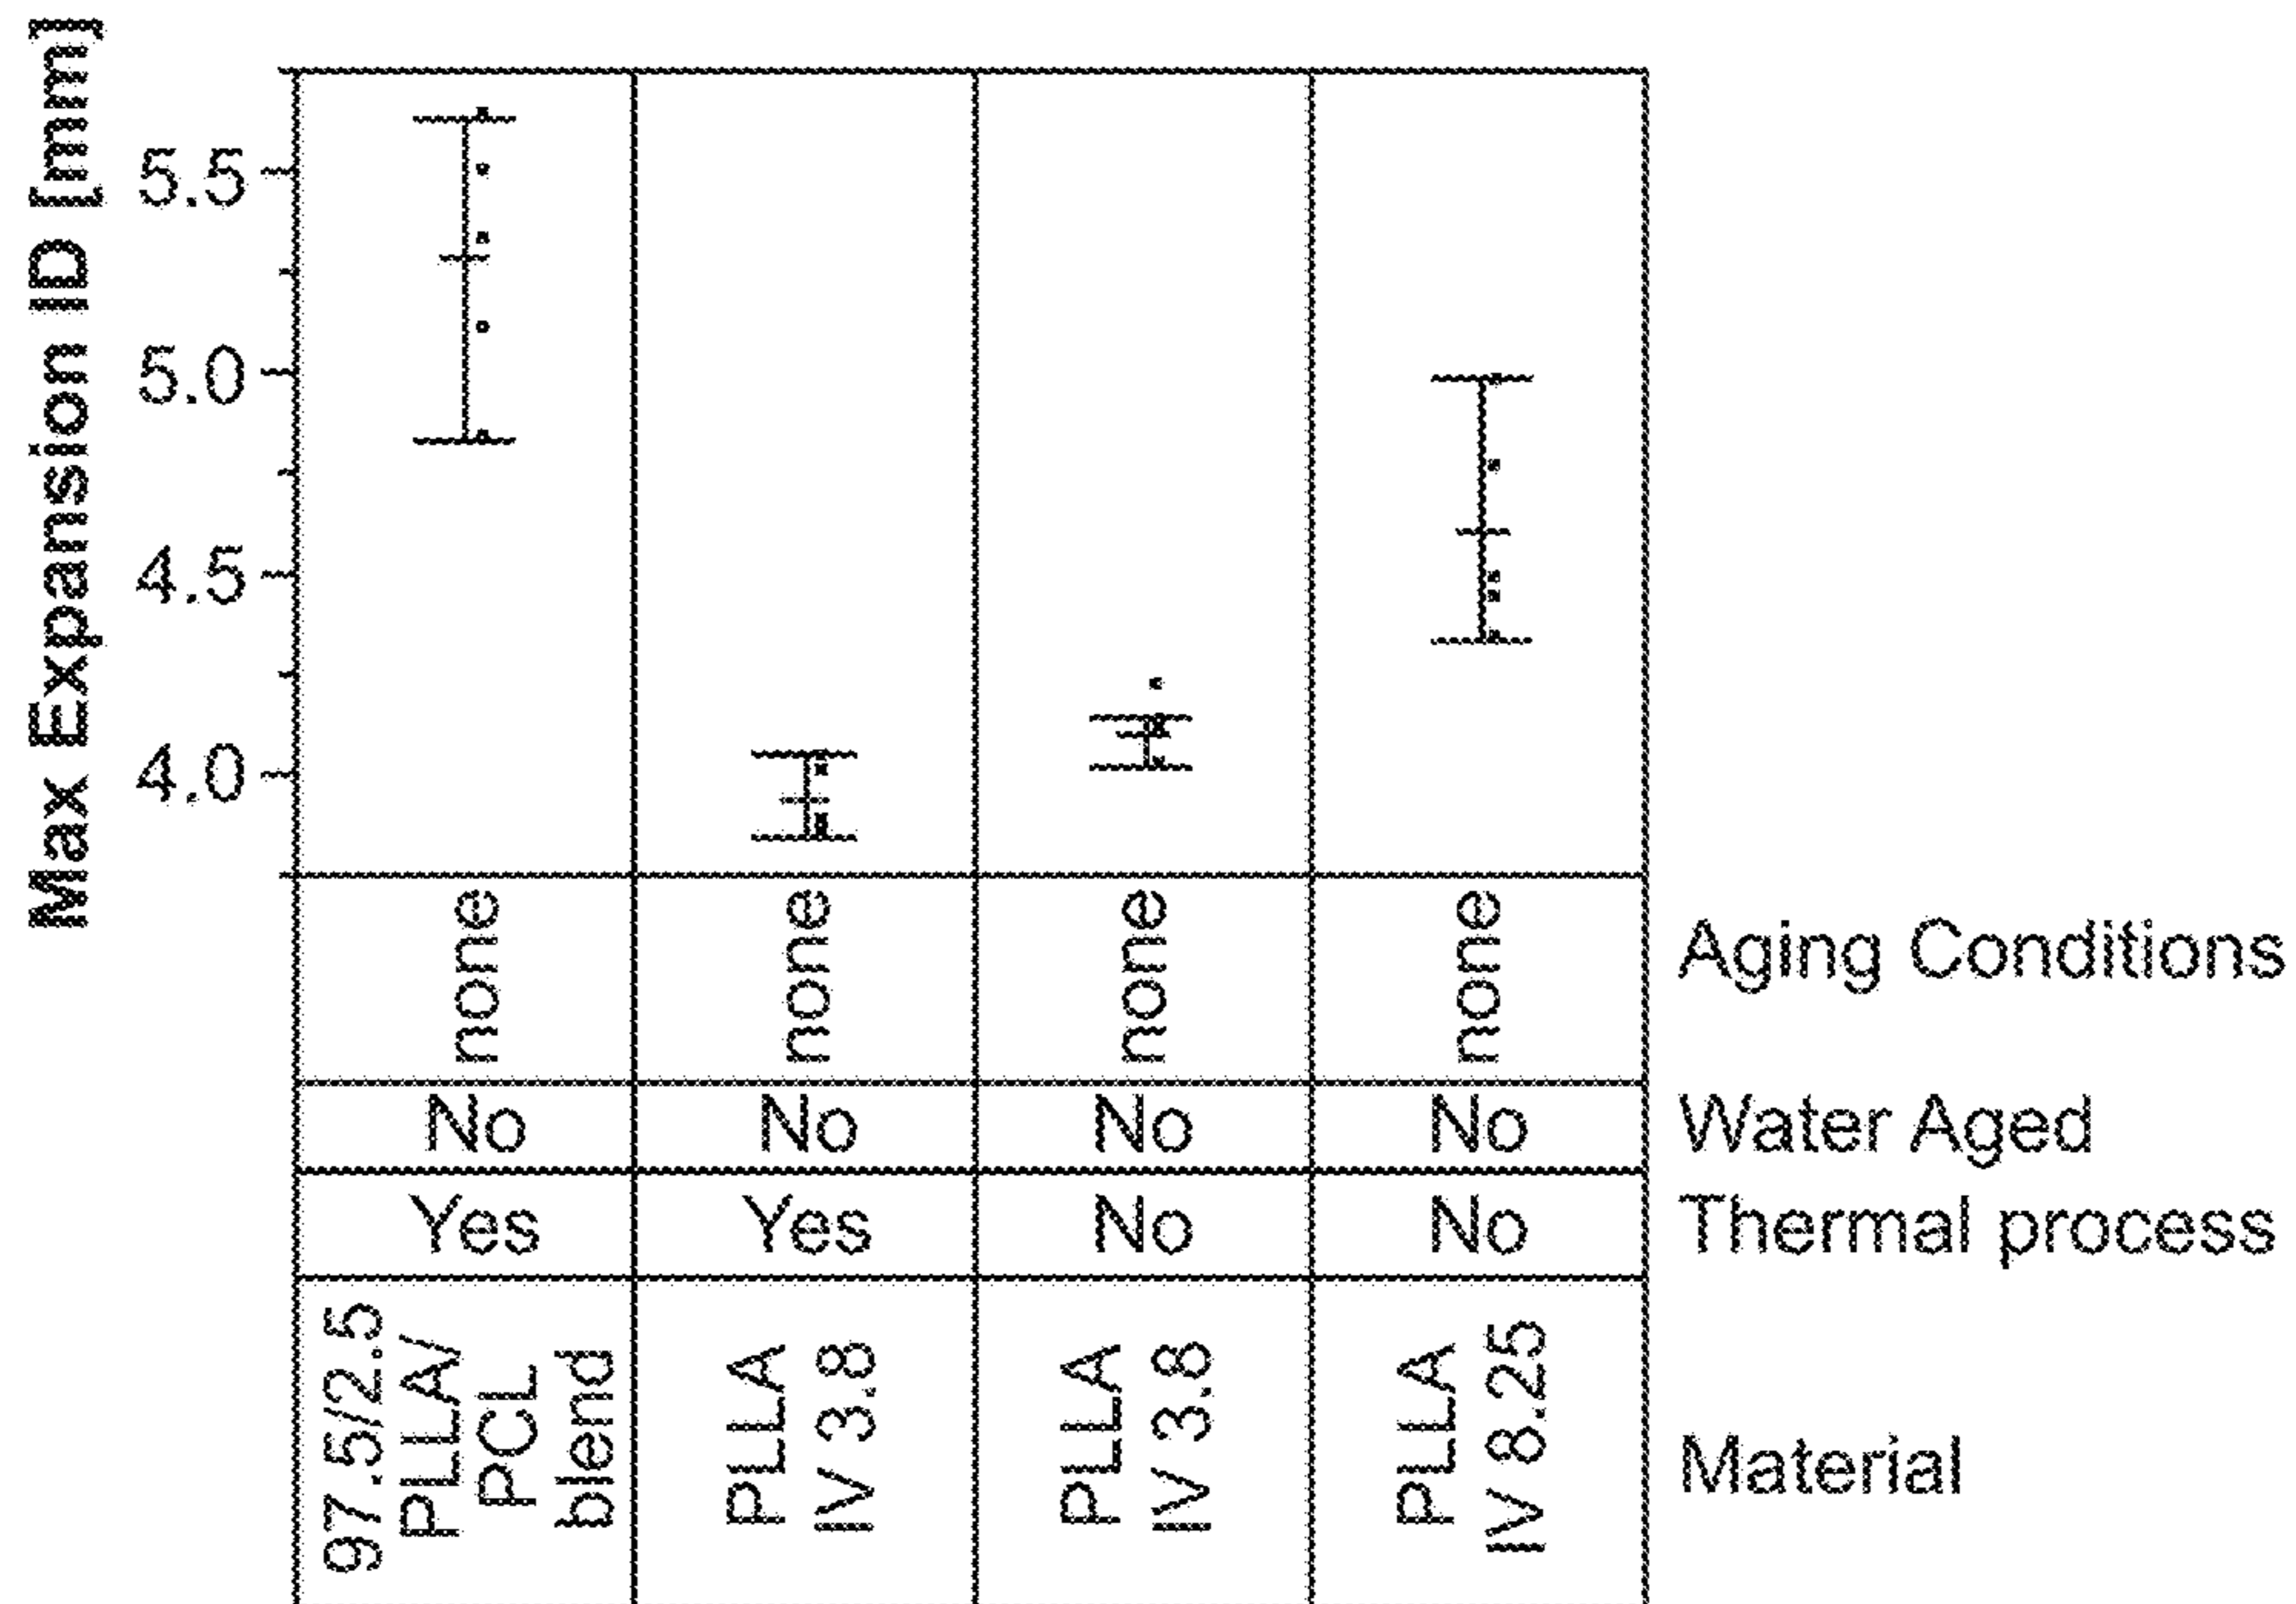 Max Expansion ID [mm]
5.5
5.0
4.5
4.0
none
none
none
none
Aging Conditions
No
No
No
No
Water Aged
Yes
Yes
No
No
Thermal process
97.5/2.5
PLLA/
PCL
blend
PLLA
IV 3.8
PLLA
IV 3.8
PLLA
IV 8.25
Material